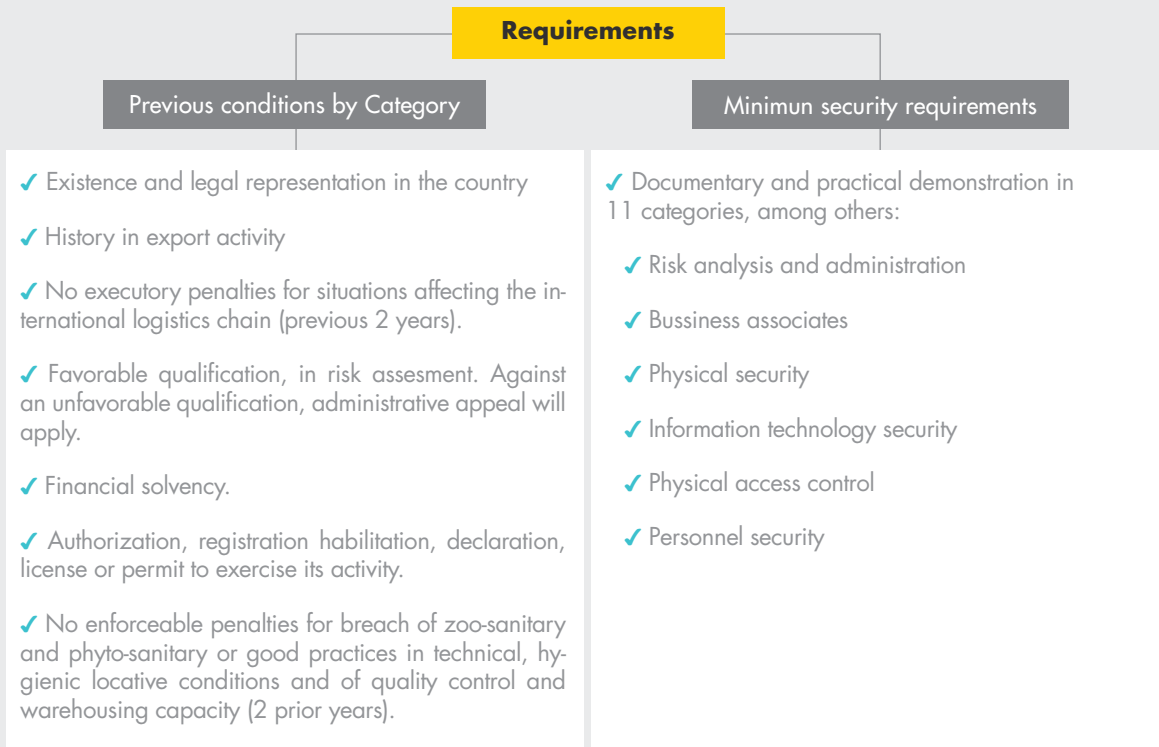 Requirements
Previous conditions by Category
✓ Existence and legal representation in the country
✓ History in export activity
✓ No executory penalties for situations affecting the in-
ternational logistics chain (previous 2 years).
✓ Favorable qualification, in risk assesment. Against
an unfavorable qualification, administrative appeal will
apply.
✓ Financial solvency.
✓ Authorization, registration habilitation, declaration,
license or permit to exercise its activity.
✓ No enforceable penalties for breach of zoo-sanitary
and phyto-sanitary or good practices in technical, hy-
gienic locative conditions and of quality control and
warehousing capacity (2 prior years).
Minimun security requirements
✓ Documentary and practical demonstration in
11 categories, among others:
✓ Risk analysis and administration
✓ Bussiness associates
✓ Physical security
✓ Information technology security
✓ Physical access control
✓ Personnel security